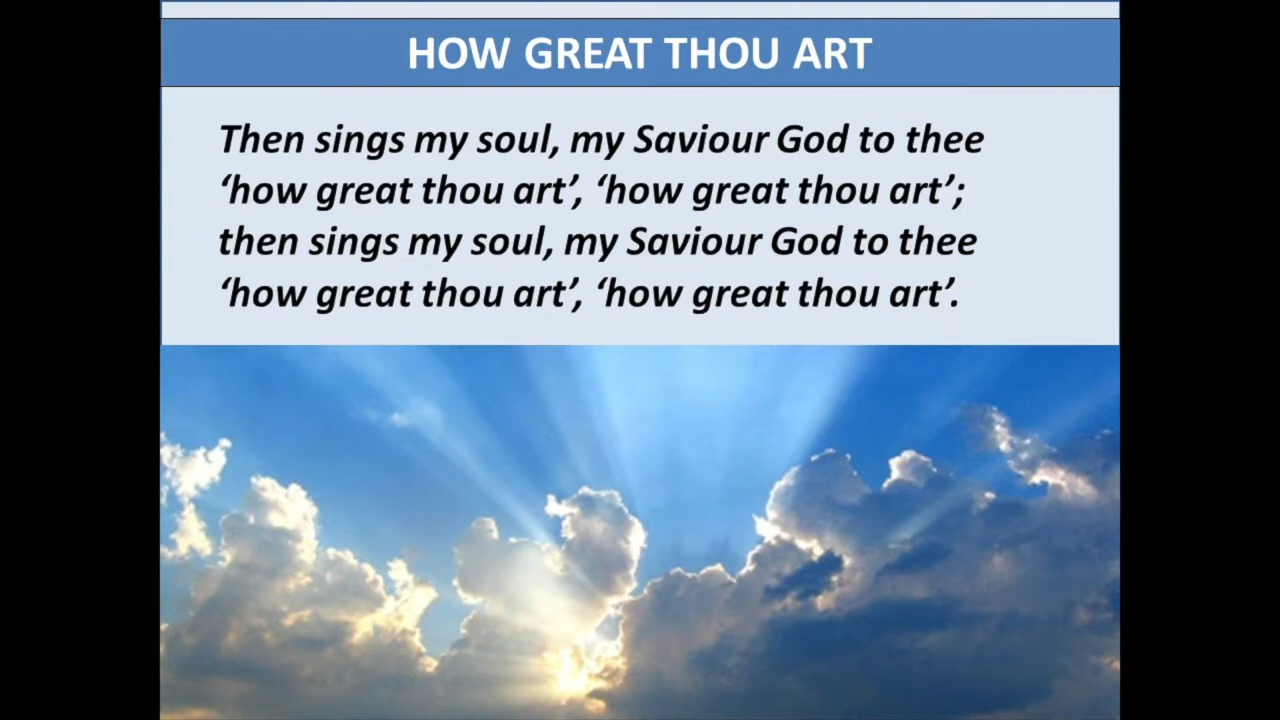 HOW GREAT THOU ART
Then sings my soul, my Saviour God to thee
‘how great thou art’, ‘how great thou art’;
then sings my soul, my Saviour God to thee
‘how great thou art’, ‘how great thou art’.